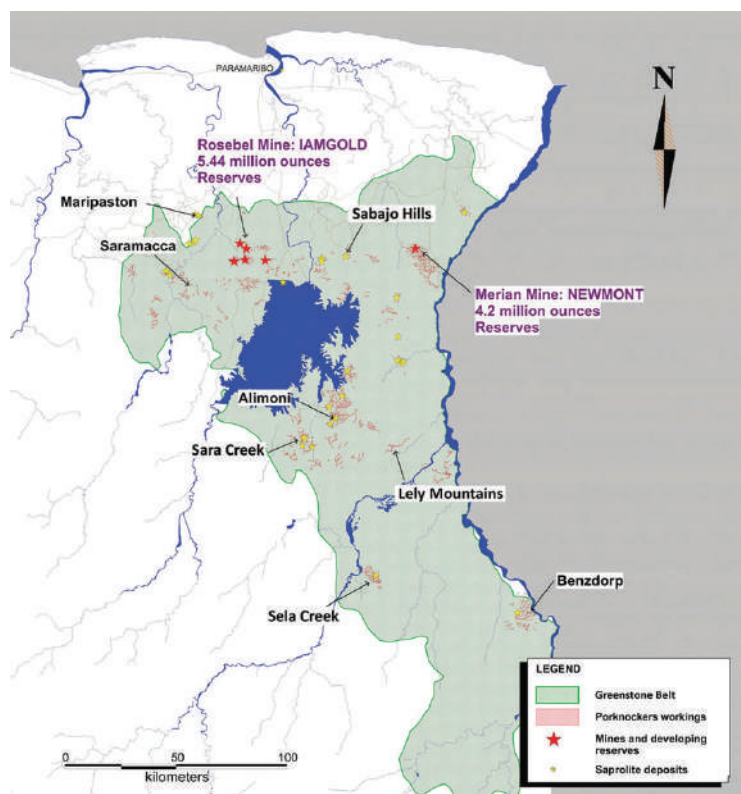 PARAMARIBO
N
Rosebel Mine: IAMGOLD
5.44 million ounces
Reserves
Maripaston
Sabajo Hills
Saramacca
Merian Mine: NEWMONT
4.2 million ounces
Reserves
Alimoni
Sara Creek
Lely Mountains
Benzdorp
Sela Creek
LEGEND
Greenstone Belt
Porknockers workings
Mines and developing
reserves
Saprolite deposits
0 50 100
kilometers